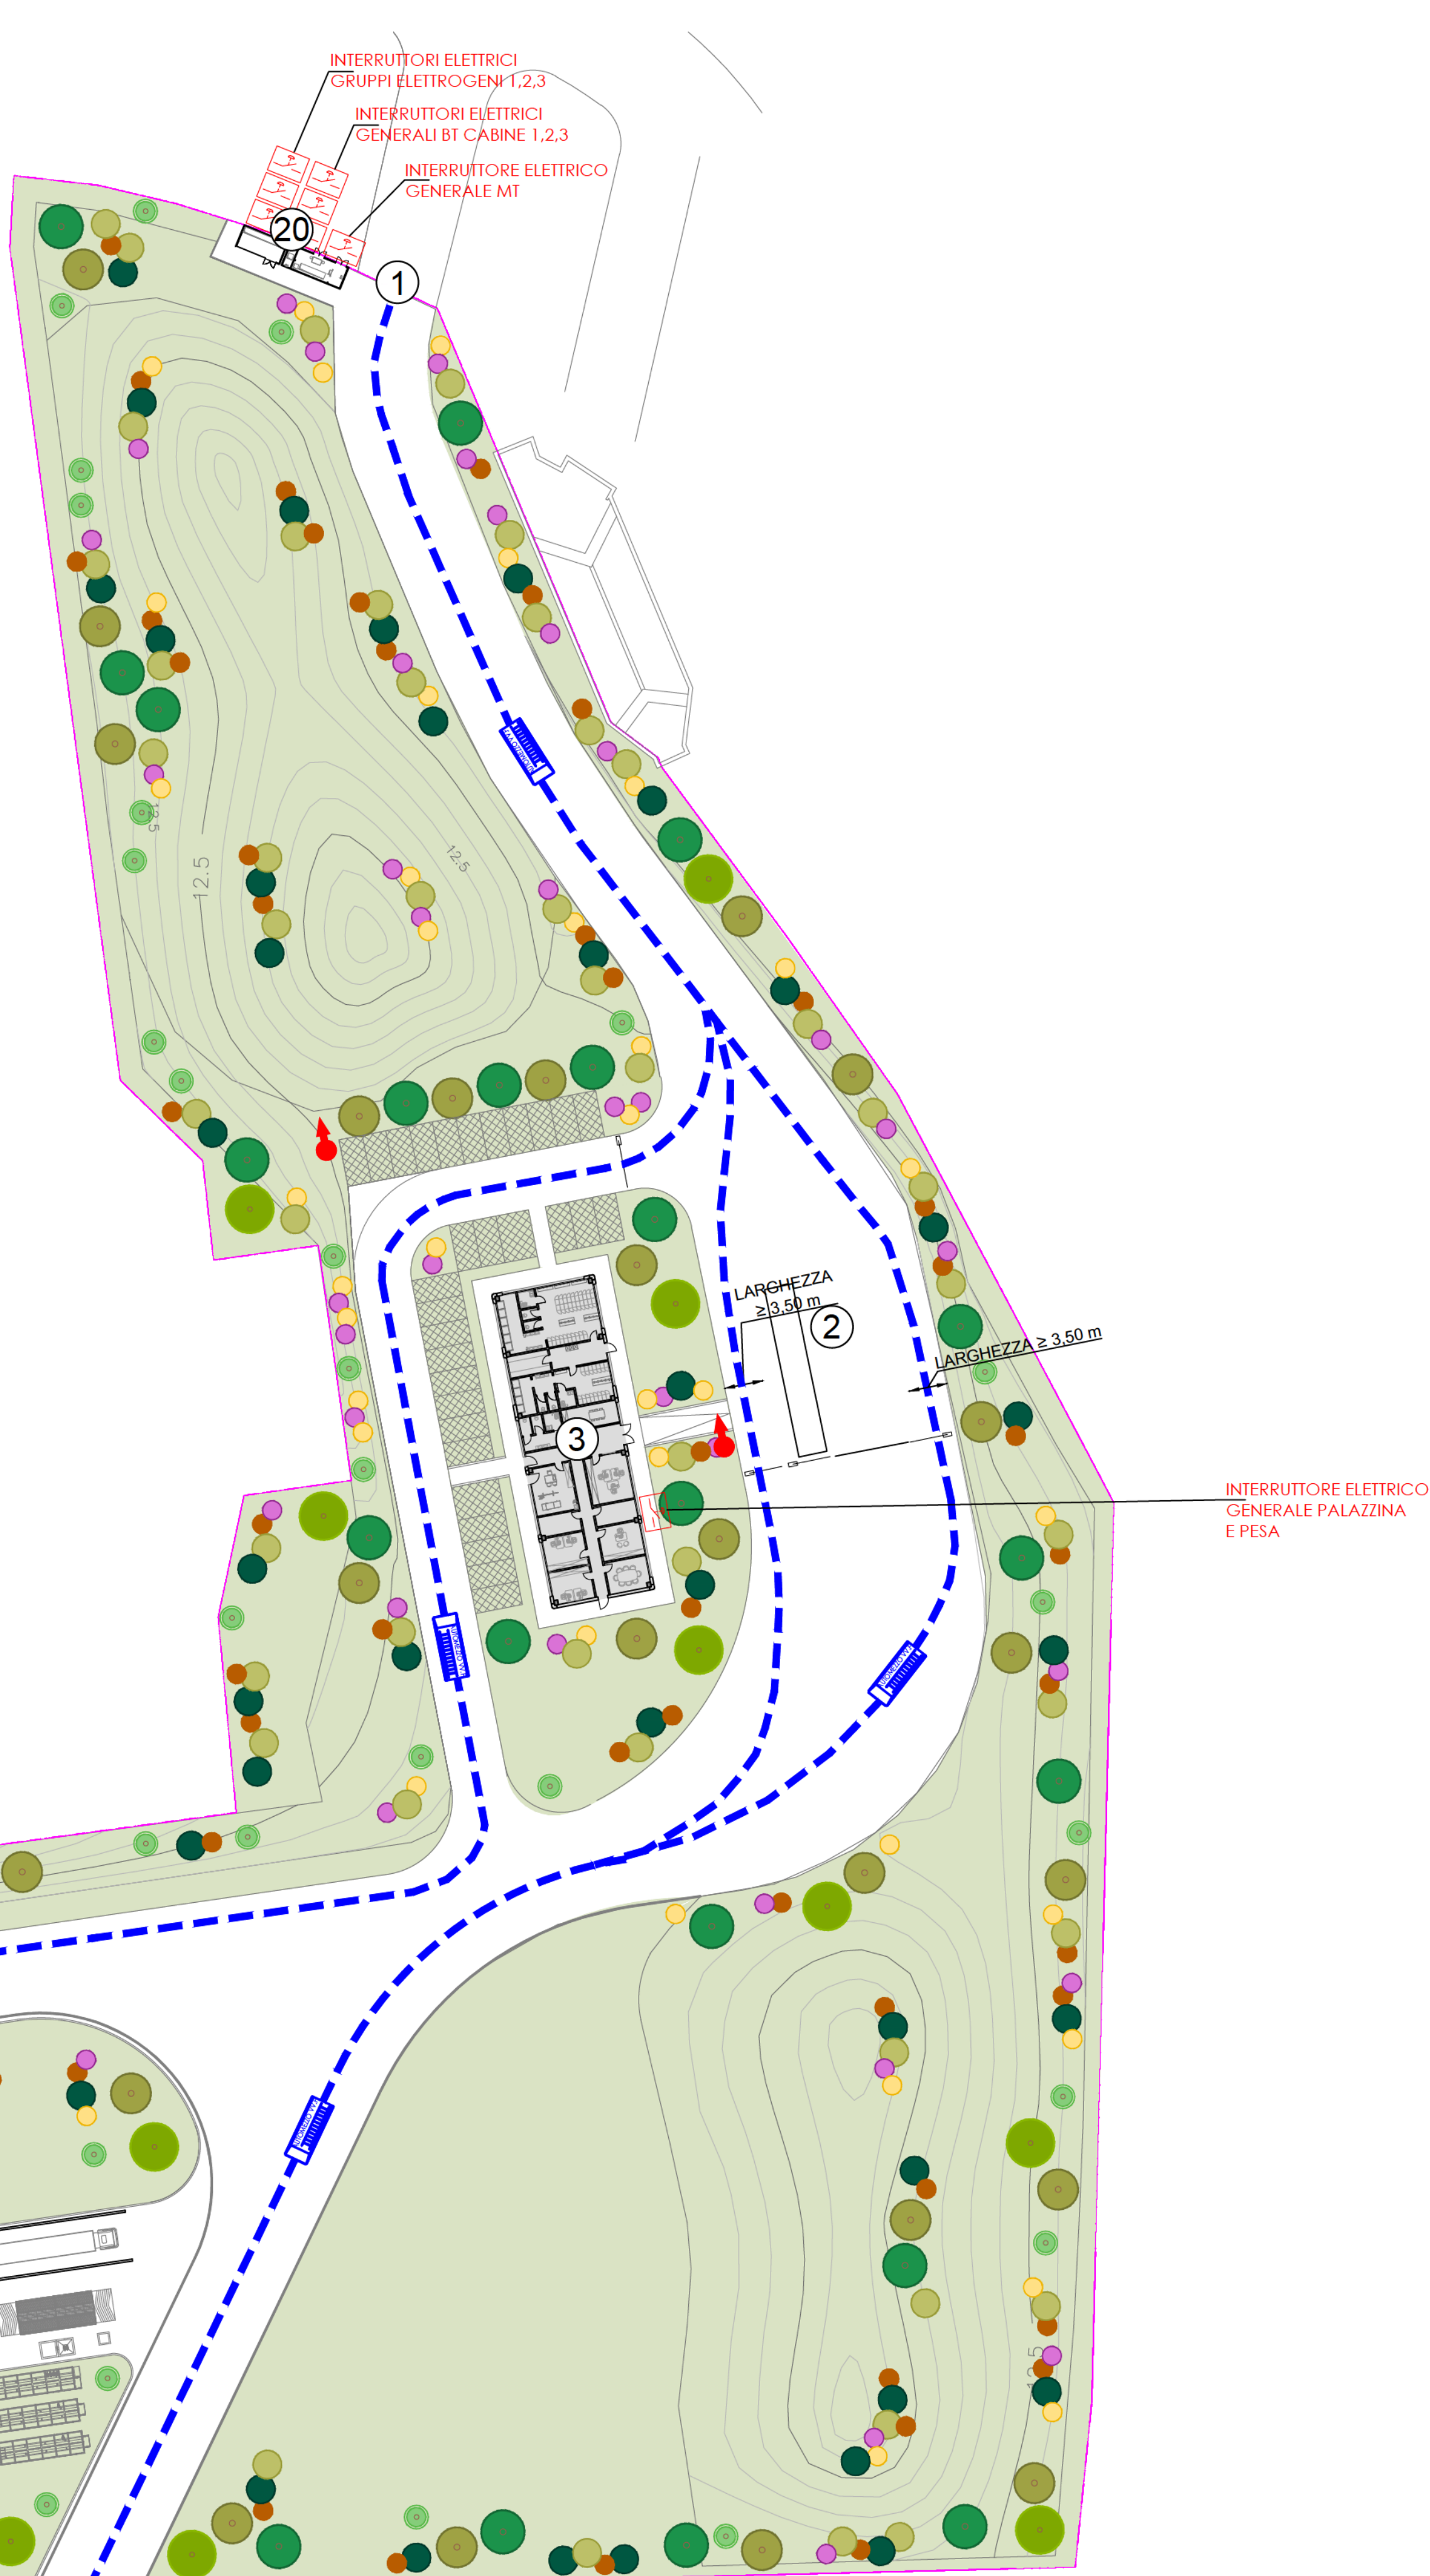 INTERRUTTORI ELETTRICI
GRUPPI ELETTROGENI 1,2,3
INTERRUTTORI ELETTRICI
GENERALI BT CABINE 1,2,3
INTERRUTTORE ELETTRICO
GENERALE MT
20
1
12.5
12.5
12.5
LARGHEZZA
≥ 3,50 m
2
LARGHEZZA ≥ 3,50 m
3
INTERRUTTORE ELETTRICO
GENERALE PALAZZINA
E PESA
12.5